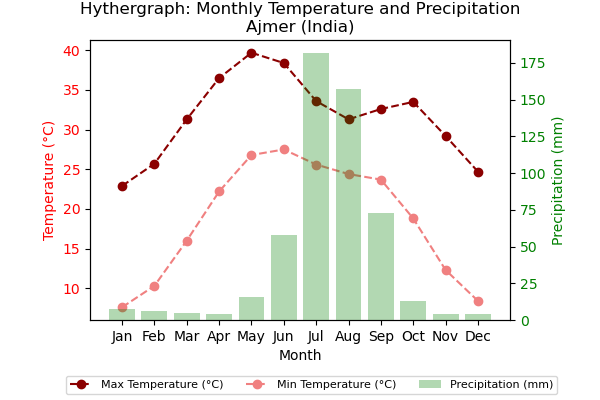 Hythergraph: Monthly Temperature and Precipitation
Ajmer (India)
Temperature (°C)
40
35
30
25
20
15
10
Precipitation (mm)
175
150
125
100
75
50
25
0
Jan Feb Mar Apr May Jun Jul Aug Sep Oct Nov Dec
Month
Max Temperature (°C) Min Temperature (°C) Precipitation (mm)